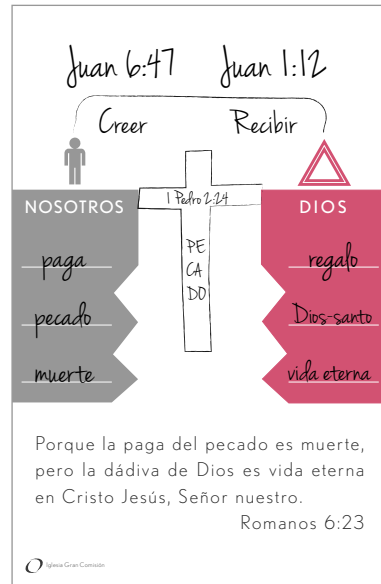 Juan 6:47 Juan 1:12
Creer Recibir
1 Pedro 2:24
NOSOTROS
paga
pecado
muerte
PE
CA
DO
DIOS
regalo
Dios-santo
vida eterna
Porque la paga del pecado es muerte,
pero la dádiva de Dios es vida eterna
en Cristo Jesús, Señor nuestro.
Romanos 6:23
Iglesia Gran Comisión